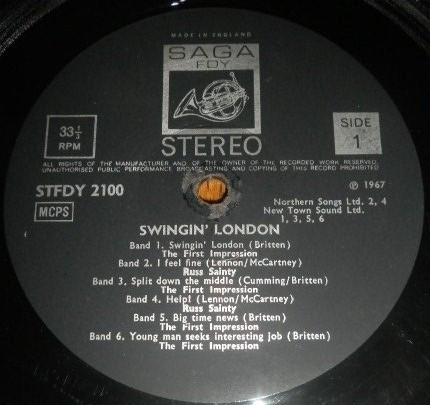 MADE IN ENGLAND
SAGA
FDY
33⅓
RPM
STEREO
SIDE
1
ALL RIGHTS OF THE MANUFACTURER AND OF THE OWNER OF THE RECORDED WORK RESERVED.
UNAUTHORISED PUBLIC PERFORMANCE BROADCASTING AND COPYING OF THIS RECORD PROHIBITED
STFDY 2100
℗ 1967
MCPS
Northern Songs Ltd. 2, 4
New Town Sound Ltd.
1, 3, 5, 6
SWINGIN' LONDON
Band 1. Swingin' London (Britten)
The First Impression
Band 2. I feel fine (Lennon/McCartney)
Russ Sainty
Band 3, Split down the middle (Cumming/Britten)
The First Impression
Band 4. Help! (Lennon/McCartney)
Russ Sainty
Band 5. Big time news (Britten)
The First Impression
Band 6. Young man seeks interesting job (Britten)
The First Impression